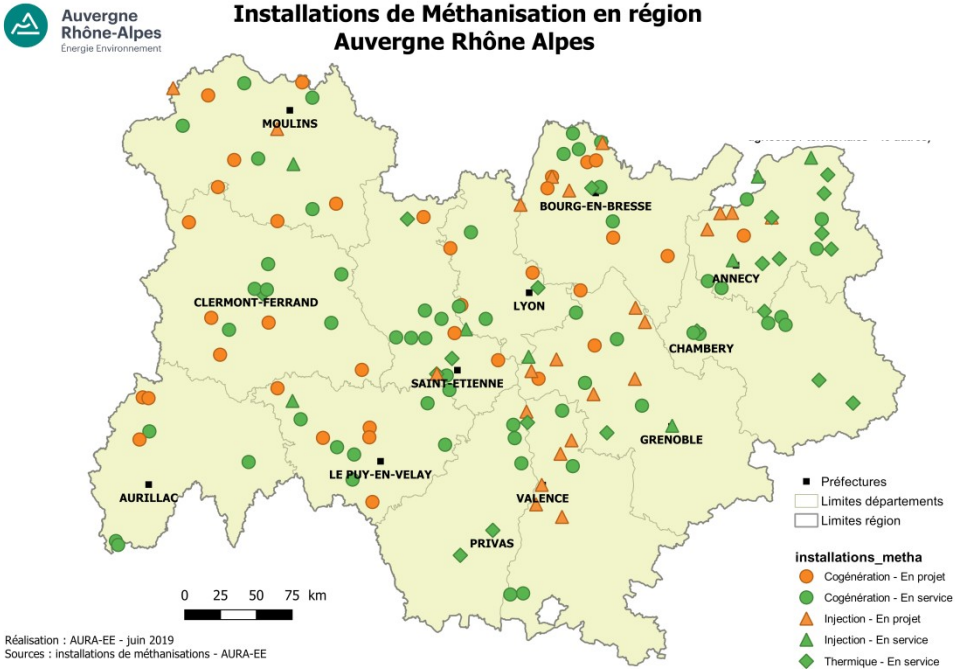 Auvergne
Rhône-Alpes
Énergie Environnement
Installations de Méthanisation en région
Auvergne Rhône Alpes
MOULINS
BOURG-EN-BRESSE
ANNECY
CLERMONT-FERRAND
LYON
CHAMBERY
SAINT-ETIENNE
GRENOBLE
LE PUY-EN-VELAY
AURILLAC
VALENCE
PRIVAS
Préfectures
Limites départements
Limites région
installations_metha
Cogénération - En projet
Cogénération - En service
Injection - En projet
Injection - En service
Thermique - En service
0 25 50 75 km
Réalisation : AURA-EE - juin 2019
Sources : installations de méthanisations - AURA-EE